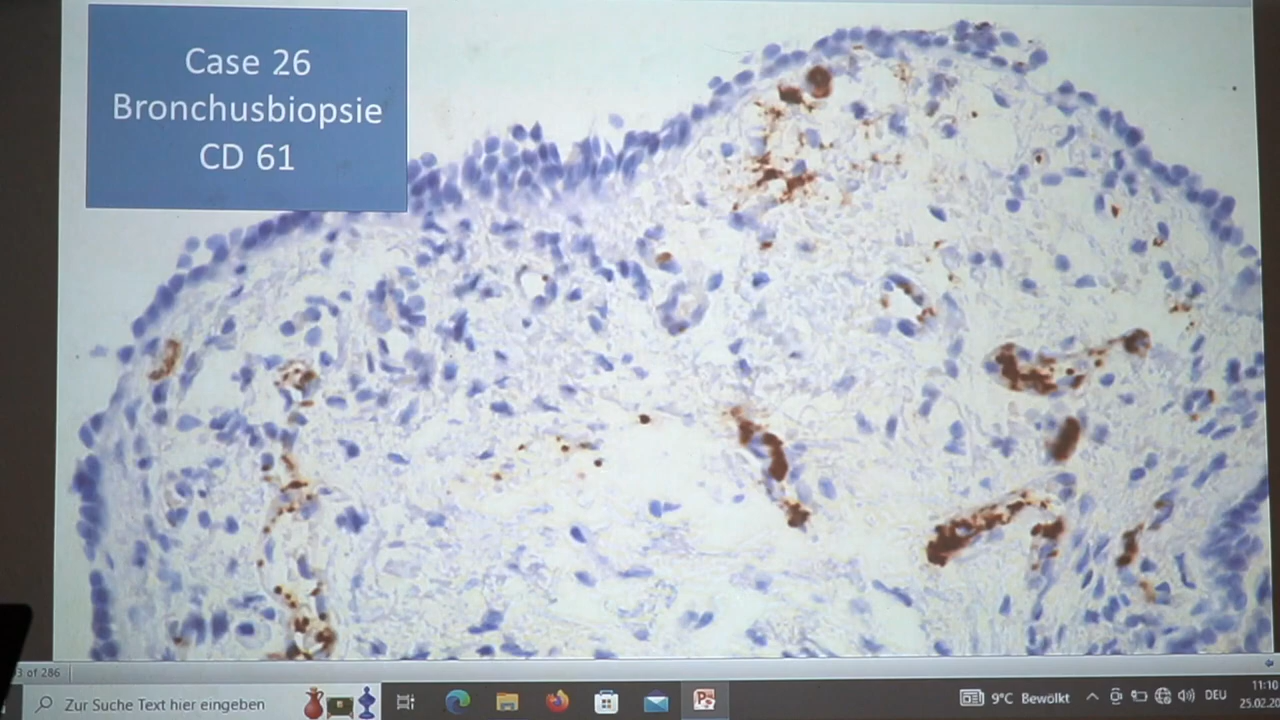 Case 26
Bronchusbiopsie
CD 61
3 of 286
Zur Suche Text hier eingeben
9°C Bewölkt
DEU
11:10
25.02.20